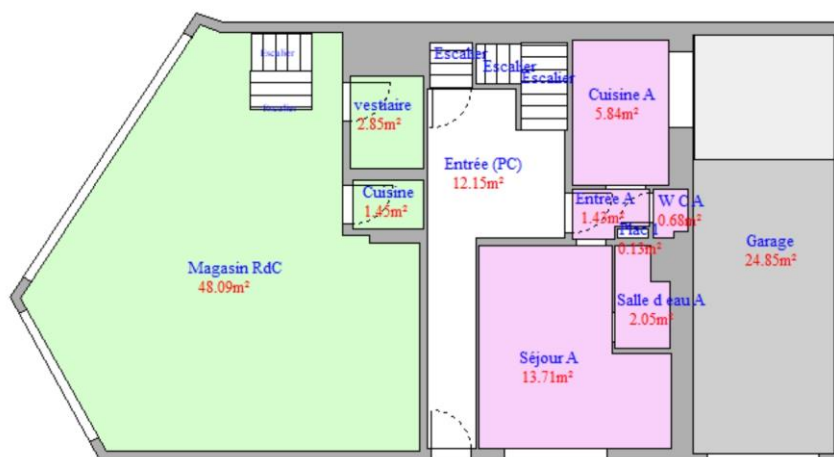 Escalier
Escalier
vestiaire
2.85m²
Cuisine
1.45m²
Magasin RdC
48.09m²
Escalier
Escalier
Escalier
Entrée (PC)
12.15m²
Cuisine A
5.84m²
Entrée A
1.43m²
W C A
0.68m²
Plac 1
0.13m²
Salle d eau A
2.05m²
Séjour A
13.71m²
Garage
24.85m²